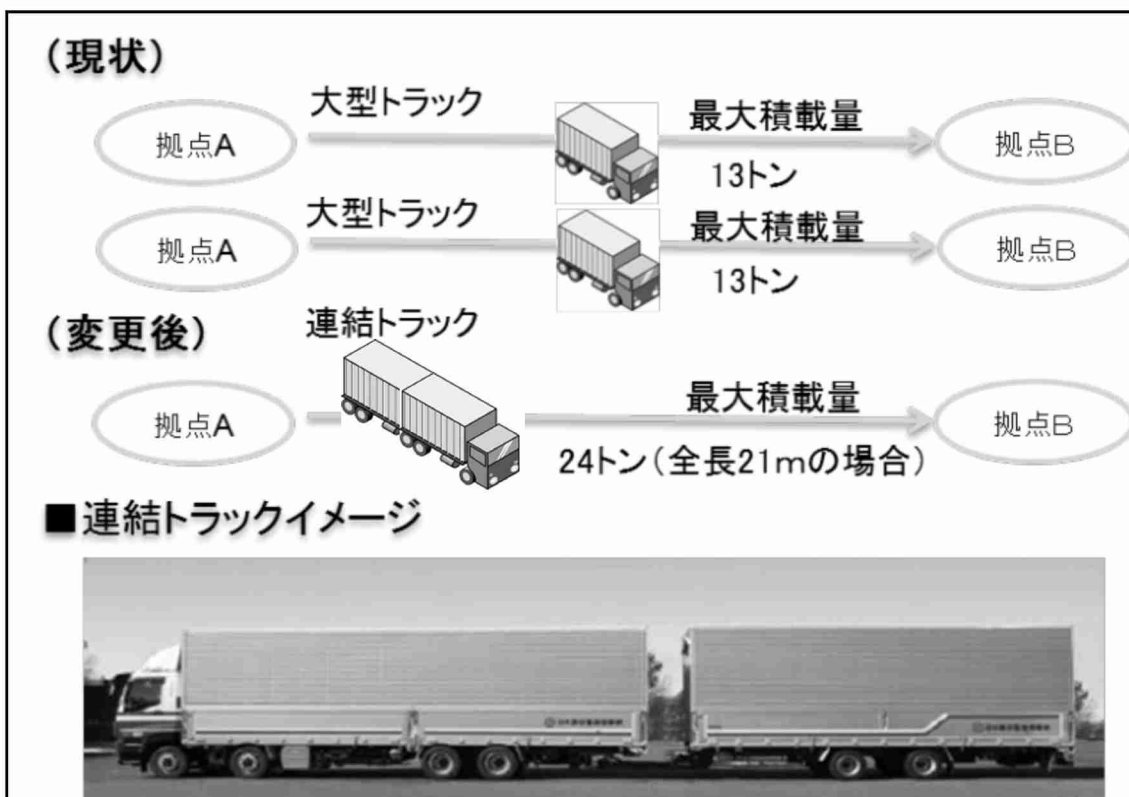 （現状）
拠点A
大型トラック
最大積載量
13トン
拠点B
拠点A
大型トラック
最大積載量
13トン
拠点B
（変更後）
拠点A
連結トラック
最大積載量
24トン（全長21mの場合）
拠点B
■連結トラックイメージ